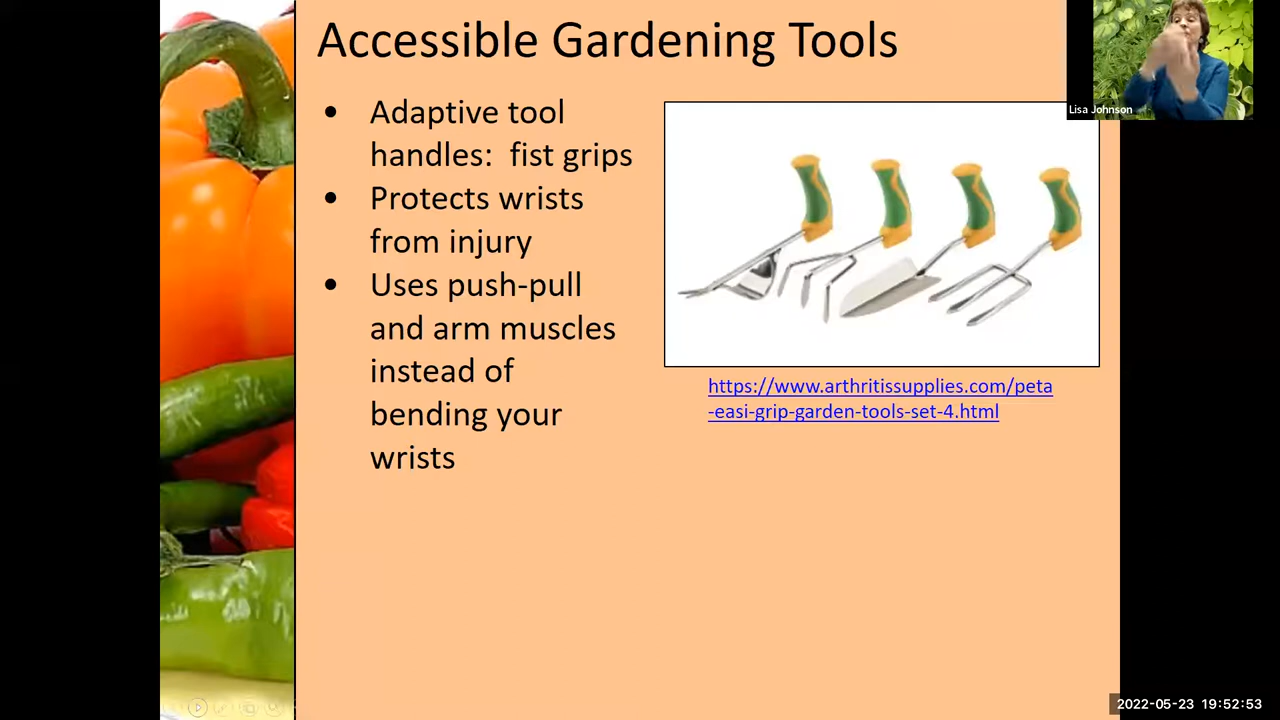 Accessible Gardening Tools
• Adaptive tool
handles: fist grips
• Protects wrists
from injury
• Uses push-pull
and arm muscles
instead of
bending your
wrists
https://www.arthritissupplies.com/peta
-easi-grip-garden-tools-set-4.html
Lisa Johnson
2022-05-23 19:52:53